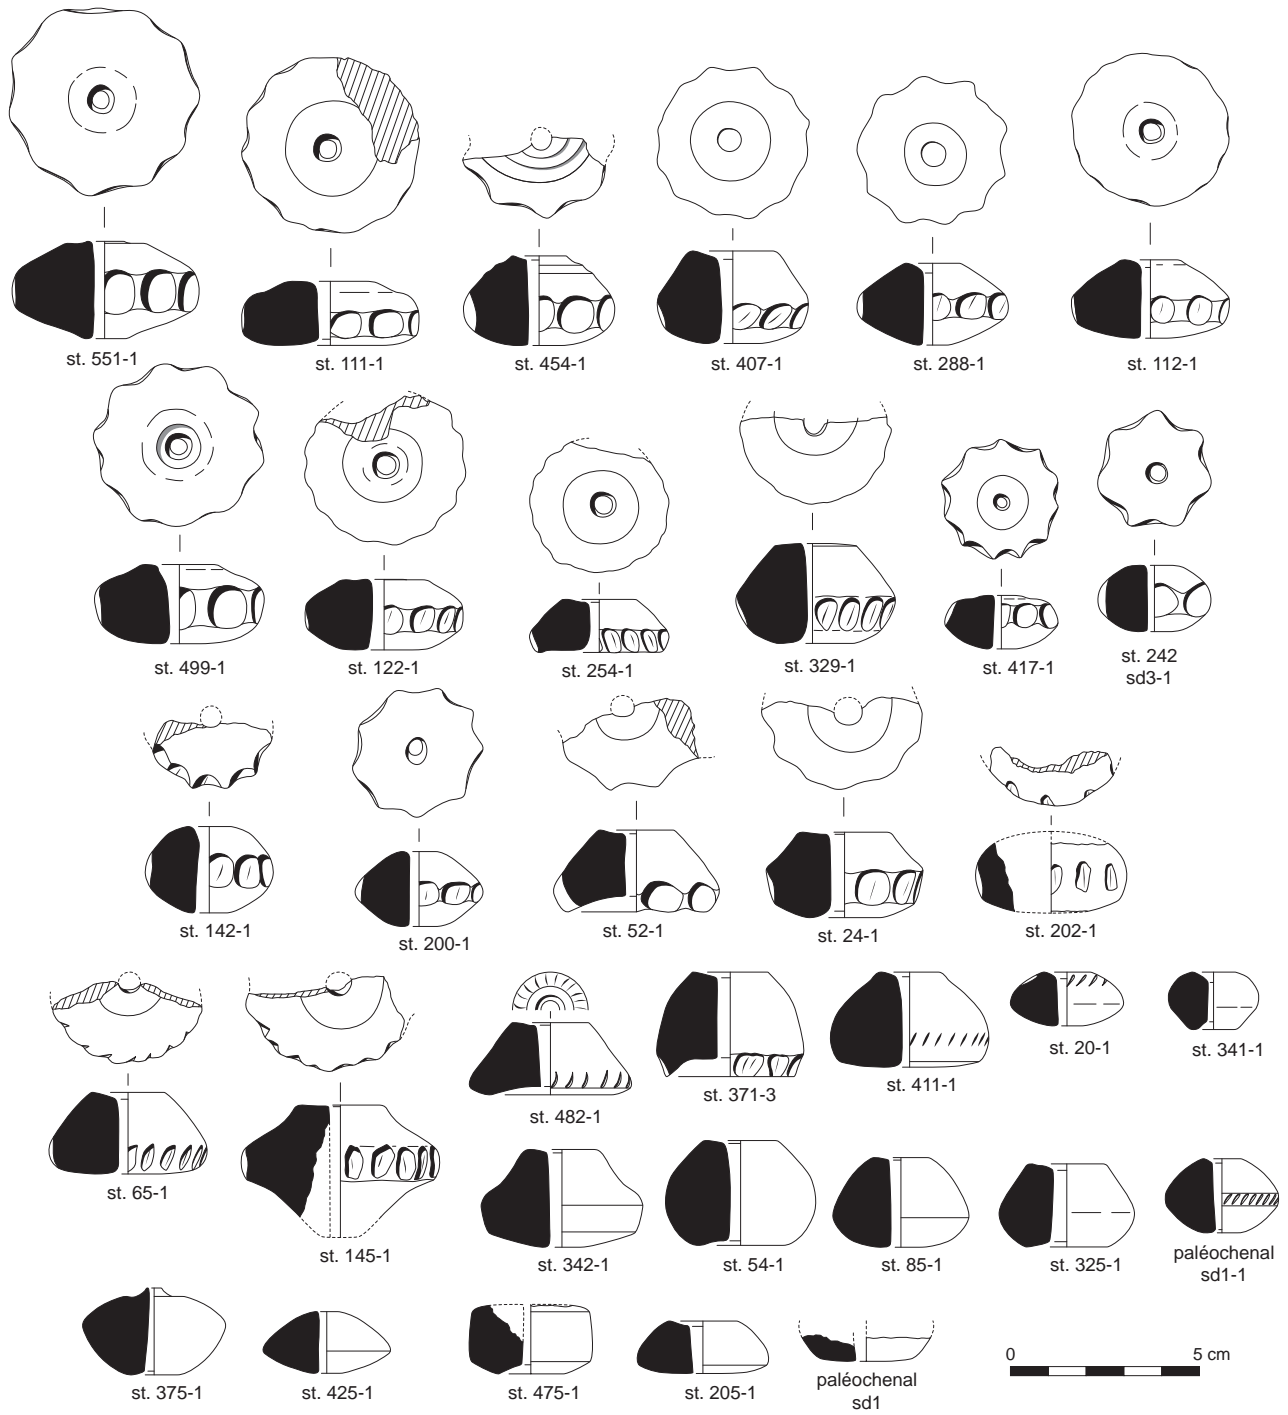 st. 551-1
st. 111-1
st. 454-1
st. 407-1
st. 288-1
st. 112-1
st. 499-1
st. 122-1
st. 254-1
st. 329-1
st. 417-1
st. 242
sd3-1
st. 142-1
st. 200-1
st. 52-1
st. 24-1
st. 202-1
st. 65-1
st. 145-1
st. 482-1
st. 371-3
st. 411-1
st. 20-1
st. 341-1
st. 342-1
st. 54-1
st. 85-1
st. 325-1
paléochenal
sd1-1
st. 375-1
st. 425-1
st. 475-1
st. 205-1
paléochenal
sd1
0 5 cm